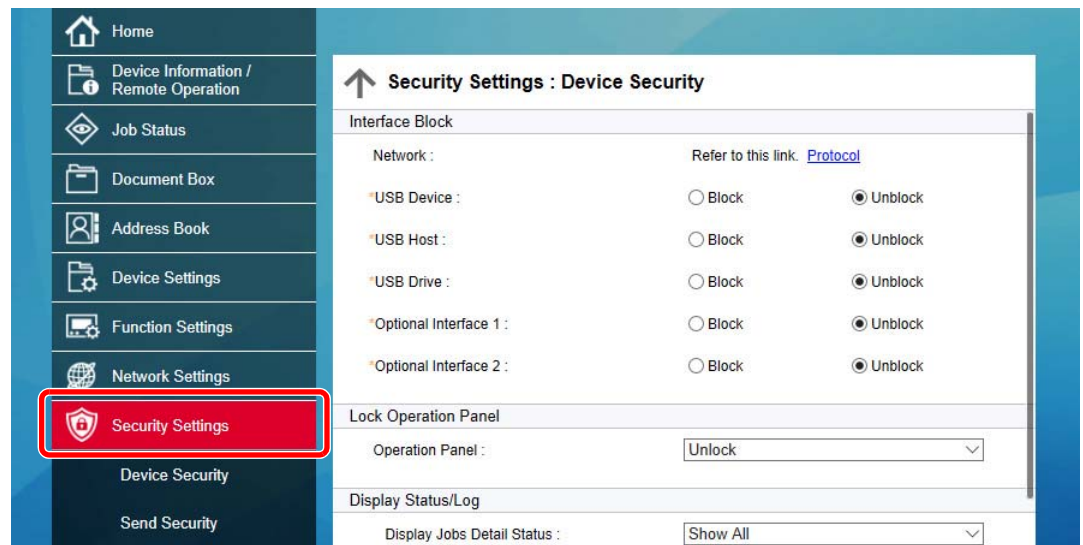 Home
Device Information /
Remote Operation
Job Status
Document Box
Address Book
Device Settings
Function Settings
Network Settings
Security Settings
Device Security
Send Security
Security Settings : Device Security
Interface Block
Network : Refer to this link. Protocol
*USB Device : Block Unblock
*USB Host : Block Unblock
*USB Drive : Block Unblock
*Optional Interface 1 : Block Unblock
*Optional Interface 2 : Block Unblock
Lock Operation Panel
Operation Panel : Unlock
Display Status/Log
Display Jobs Detail Status : Show All